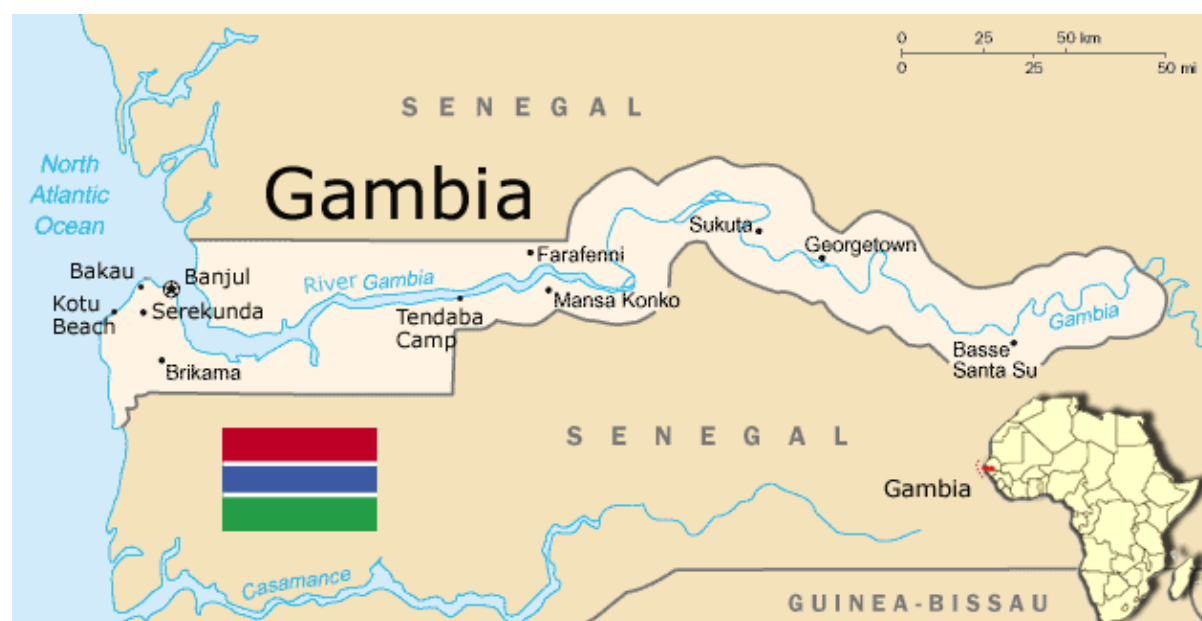 0 25 50 km
0 25 50 mi
SENEGAL
North
Atlantic
Ocean
Gambia
Sukuta
Georgetown
Farafenni
Bakau
Banjul
River Gambia
Mansa Konko
Kotu
Beach
Serekunda
Tendaba
Camp
Gambia
Brikama
Basse
Santa Su
SENEGAL
Gambia
Casamance
GUINEA-BISSAU